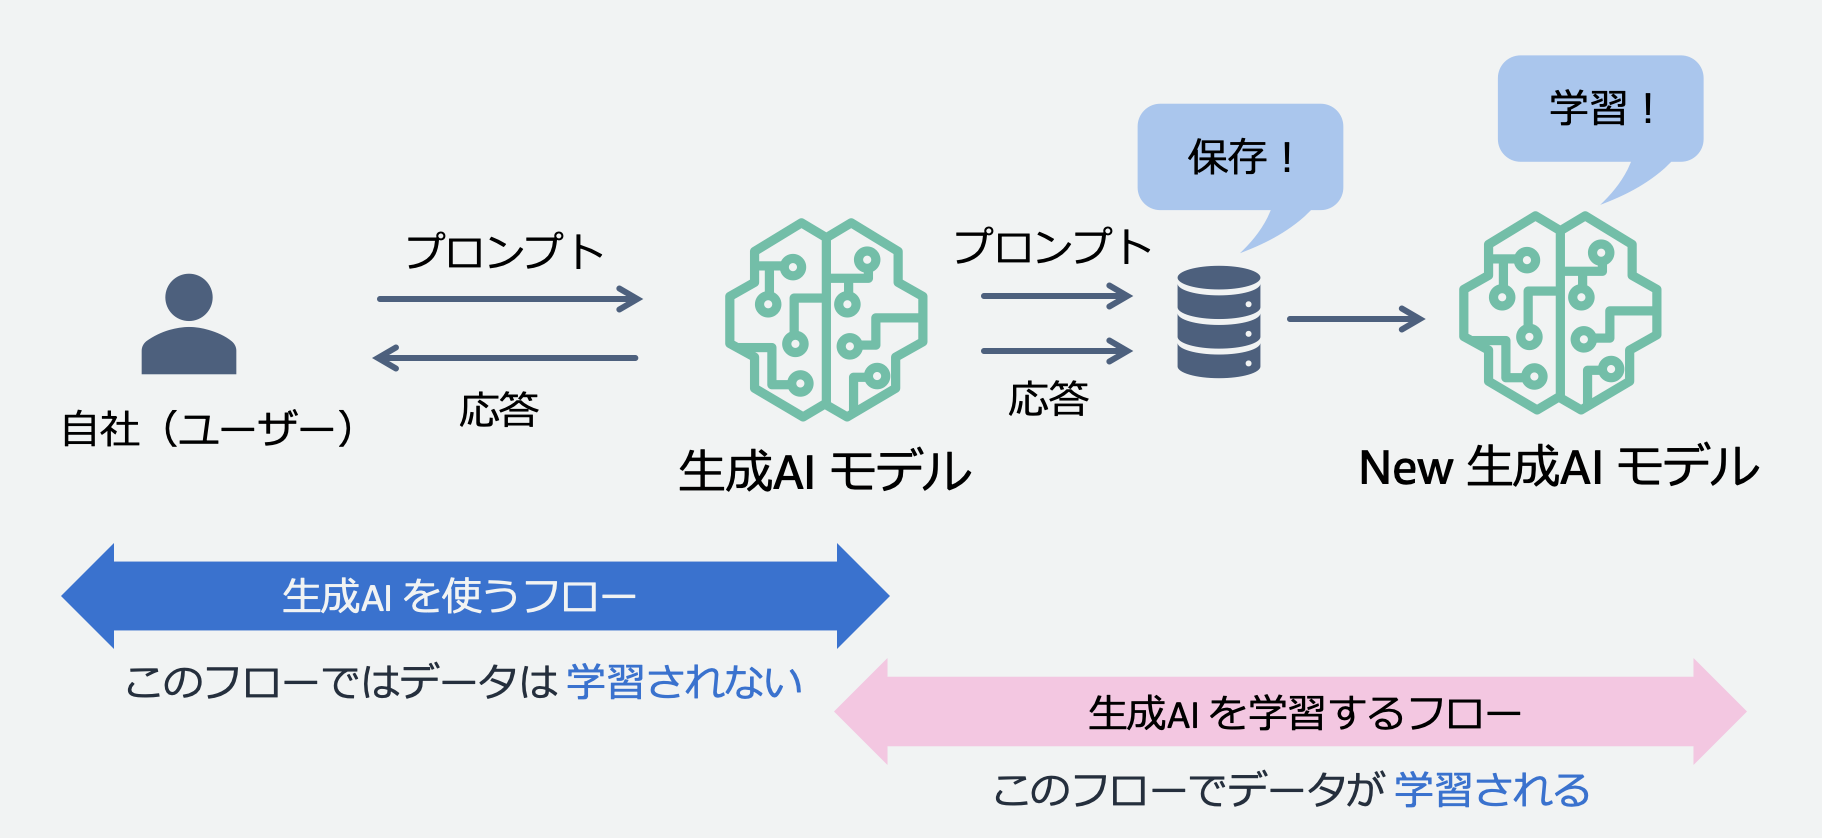 学習！
保存！
プロンプト
プロンプト
応答
応答
自社（ユーザー）
生成AI モデル
New 生成AI モデル
生成AI を使うフロー
このフローではデータは 学習されない
生成AI を学習するフロー
このフローでデータが 学習される